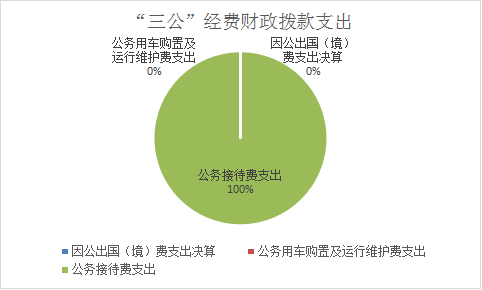 “三公”经费财政拨款支出
公务用车购置及
运行维护费支出
0%
因公出国（境）
费支出决算
0%
公务接待费支出
100%
因公出国（境）费支出决算
公务用车购置及运行维护费支出
公务接待费支出